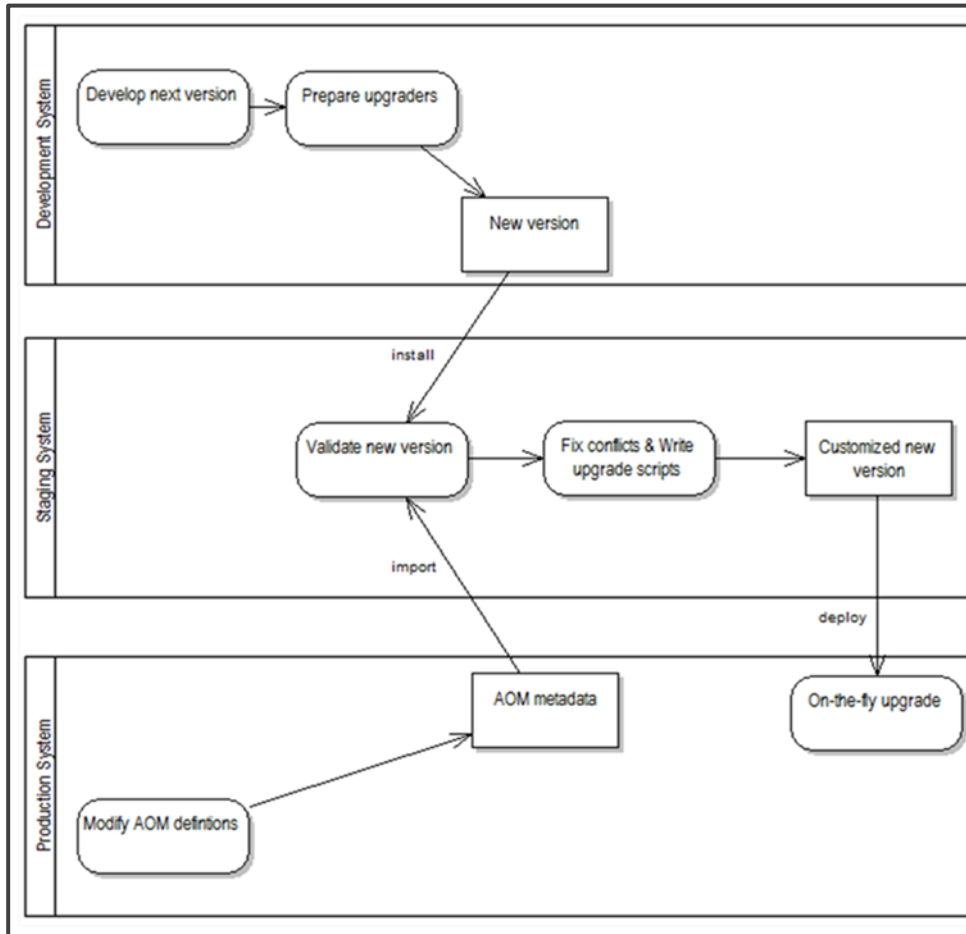 Development System
Develop next version
Prepare upgraders
New version
install
Staging System
Validate new version
Fix conflicts & Write
upgrade scripts
Customized new
version
import
deploy
Production System
AOM metadata
On-the-fly upgrade
Modify AOM defintions